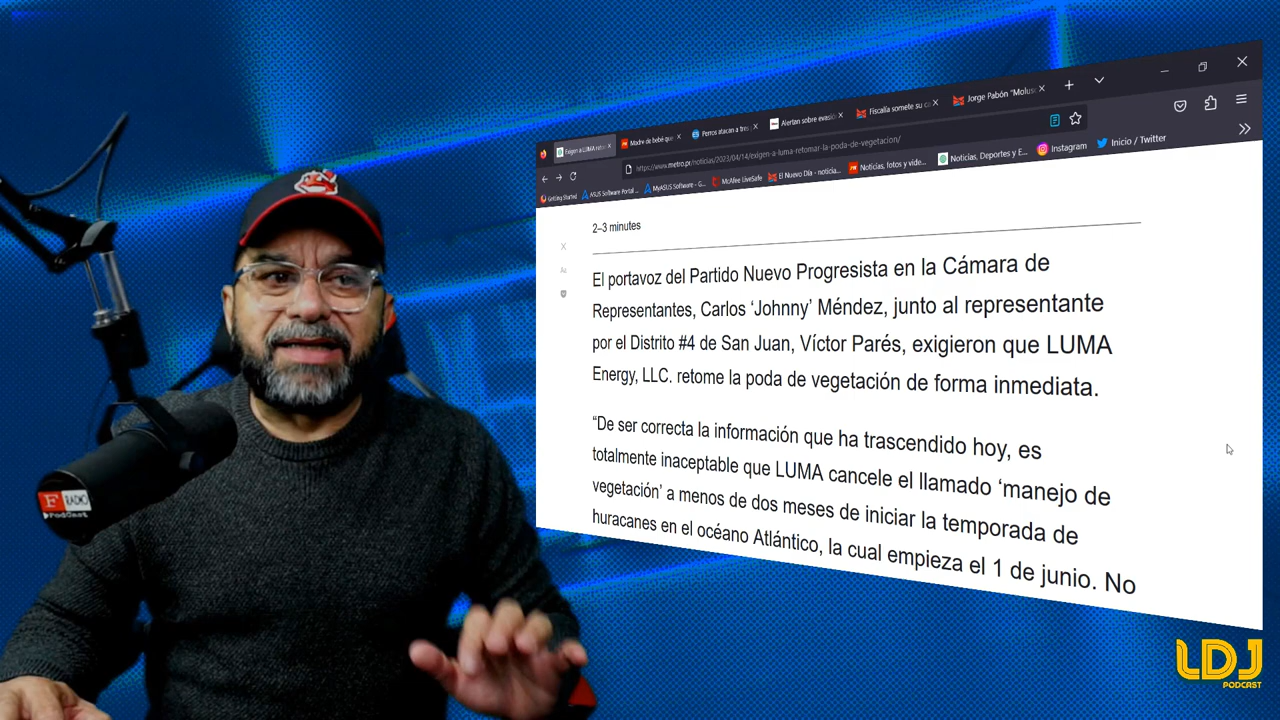 Exigen a LUMA reto
Madre de bebé que
Perros atacan a tres
Alertan sobre evasió
Fiscalía somete su ca
Jorge Pabón “Molus
https://www.metro.pr/noticias/2023/04/14/exigen-a-luma-retomar-la-poda-de-vegetacion/
Getting Started
ASUS Software Portal...
MyASUS Software - G...
McAfee LiveSafe
El Nuevo Día - noticia...
Noticias, fotos y vide...
Noticias, Deportes y E...
Instagram
Inicio / Twitter
2–3 minutes
El portavoz del Partido Nuevo Progresista en la Cámara de
Representantes, Carlos ‘Johnny’ Méndez, junto al representante
por el Distrito #4 de San Juan, Víctor Parés, exigieron que LUMA
Energy, LLC. retome la poda de vegetación de forma inmediata.
“De ser correcta la información que ha trascendido hoy, es
totalmente inaceptable que LUMA cancele el llamado ‘manejo de
vegetación’ a menos de dos meses de iniciar la temporada de
huracanes en el océano Atlántico, la cual empieza el 1 de junio. No
F RADIO
PODCAST
LDJ
PODCAST